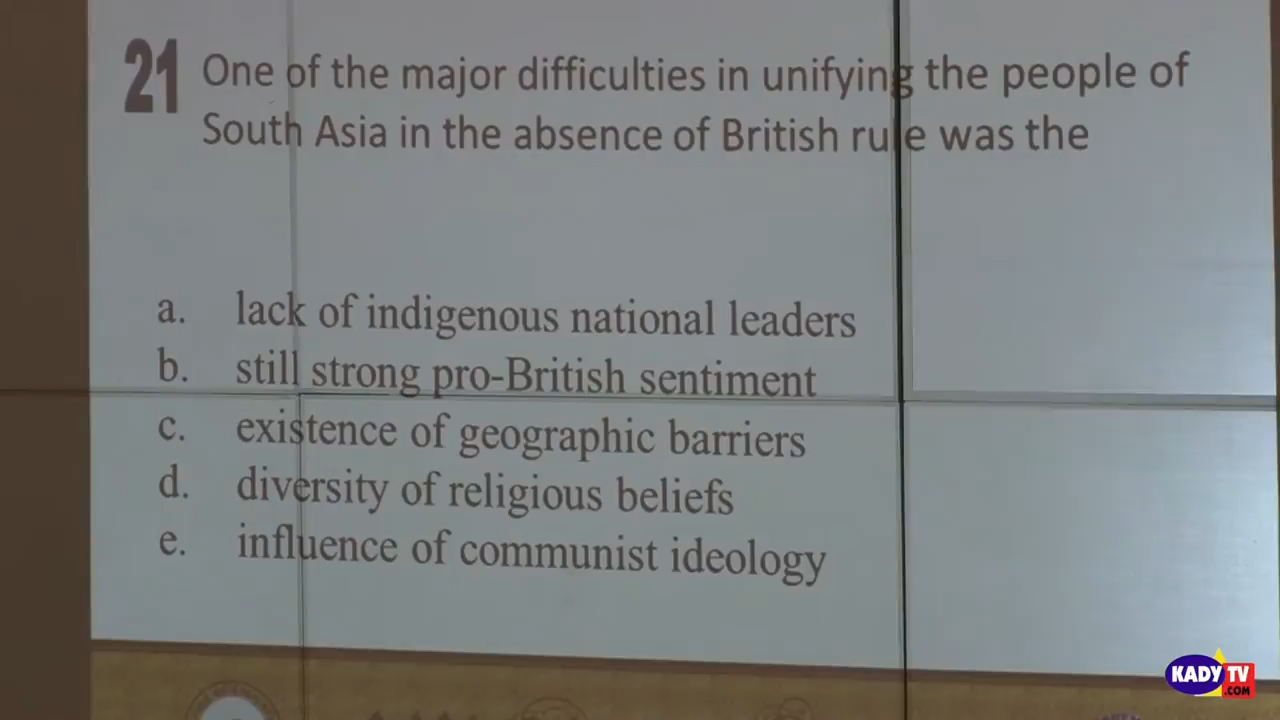 21 One of the major difficulties in unifying the people of
South Asia in the absence of British rule was the
a. lack of indigenous national leaders
b. still strong pro-British sentiment
c. existence of geographic barriers
d. diversity of religious beliefs
e. influence of communist ideology
KADY TV
.COM